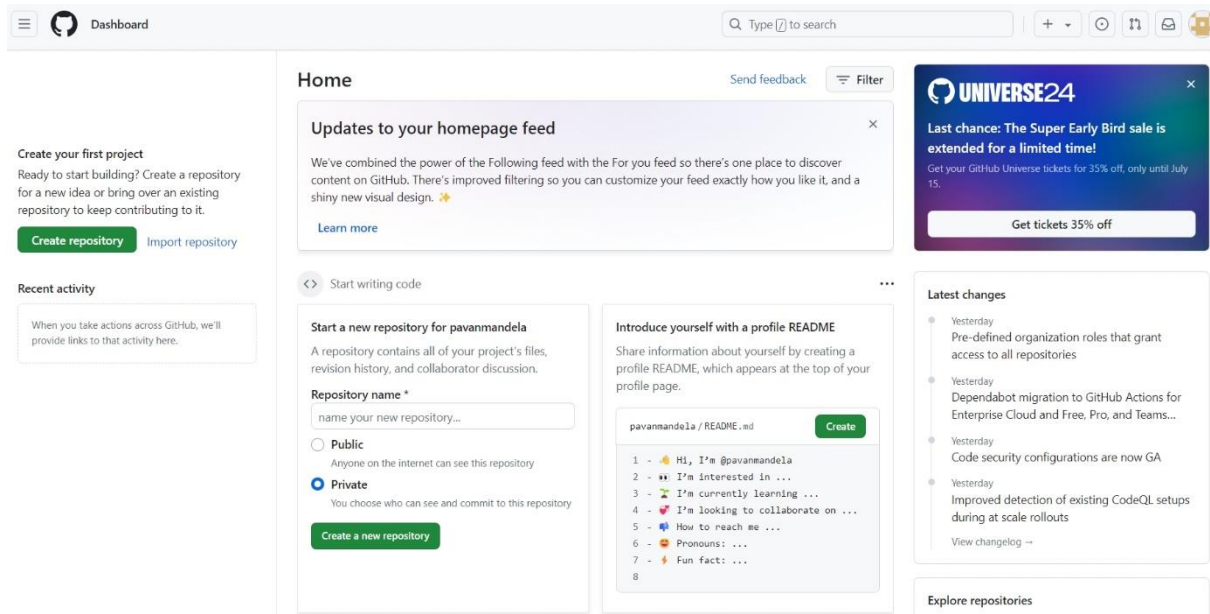 Dashboard
Type / to search
Create your first project
Ready to start building? Create a repository
for a new idea or bring over an existing
repository to keep contributing to it.
Create repository
Import repository
Recent activity
When you take actions across GitHub, we'll
provide links to that activity here.
Home
Send feedback
Filter
Updates to your homepage feed
We've combined the power of the Following feed with the For you feed so there's one place to discover
content on GitHub. There's improved filtering so you can customize your feed exactly how you like it, and a
shiny new visual design. ✨
Learn more
Start writing code
Start a new repository for pavanmandela
A repository contains all of your project's files,
revision history, and collaborator discussion.
Repository name *
name your new repository...
Public
Anyone on the internet can see this repository
Private
You choose who can see and commit to this repository
Create a new repository
Introduce yourself with a profile README
Share information about yourself by creating a
profile README, which appears at the top of your
profile page.
pavanmandela / README.md
Create
1 - 👋 Hi, I'm @pavanmandela
2 - 👀 I'm interested in ...
3 - 🌱 I'm currently learning ...
4 - 💞️ I'm looking to collaborate on ...
5 - 📫 How to reach me ...
6 - 😄 Pronouns: ...
7 - ⚡ Fun fact: ...
8
UNIVERSE24
Last chance: The Super Early Bird sale is
extended for a limited time!
Get your GitHub Universe tickets for 35% off, only until July
15.
Get tickets 35% off
Latest changes
Yesterday
Pre-defined organization roles that grant
access to all repositories
Yesterday
Dependabot migration to GitHub Actions for
Enterprise Cloud and Free, Pro, and Teams...
Yesterday
Code security configurations are now GA
Yesterday
Improved detection of existing CodeQL setups
during at scale rollouts
View changelog →
Explore repositories